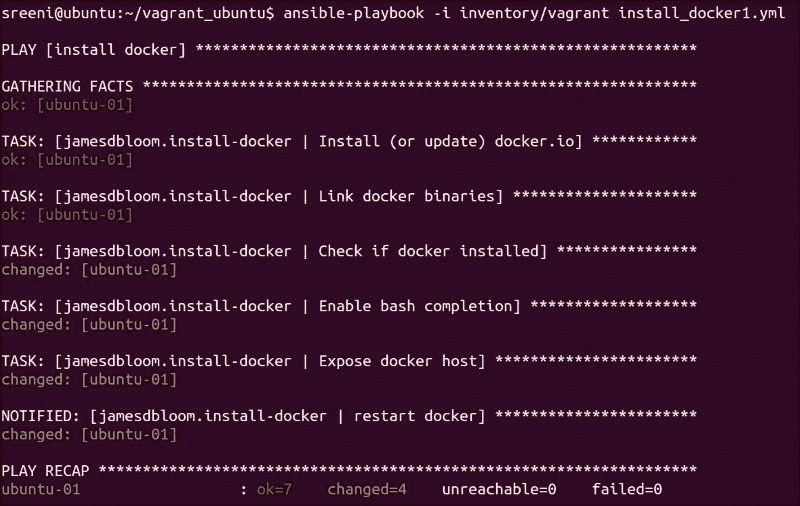 sreeni@ubuntu:~/vagrant_ubuntu$ ansible-playbook -i inventory/vagrant install_docker1.yml
PLAY [install docker] *********************************************************
GATHERING FACTS ***************************************************************
ok: [ubuntu-01]
TASK: [jamesdbloom.install-docker | Install (or update) docker.io] ************
ok: [ubuntu-01]
TASK: [jamesdbloom.install-docker | Link docker binaries] *********************
ok: [ubuntu-01]
TASK: [jamesdbloom.install-docker | Check if docker installed] ****************
changed: [ubuntu-01]
TASK: [jamesdbloom.install-docker | Enable bash completion] *******************
changed: [ubuntu-01]
TASK: [jamesdbloom.install-docker | Expose docker host] ***********************
changed: [ubuntu-01]
NOTIFIED: [jamesdbloom.install-docker | restart docker] ***********************
changed: [ubuntu-01]
PLAY RECAP ********************************************************************
ubuntu-01                  : ok=7    changed=4    unreachable=0    failed=0